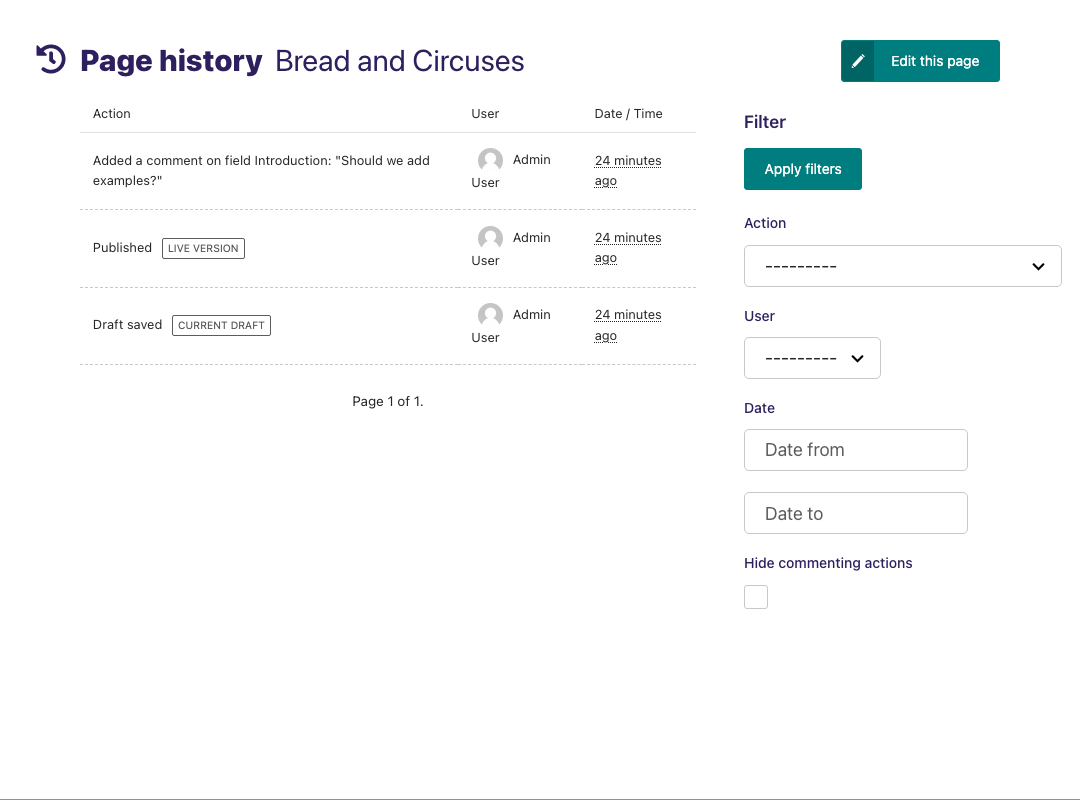 Page history Bread and Circuses
Edit this page
Action User Date / Time
Added a comment on field Introduction: "Should we add
examples?"
Admin
User
24 minutes
ago
Published LIVE VERSION
Admin
User
24 minutes
ago
Draft saved CURRENT DRAFT
Admin
User
24 minutes
ago
Page 1 of 1.
Filter
Apply filters
Action
---------
User
---------
Date
Date from
Date to
Hide commenting actions